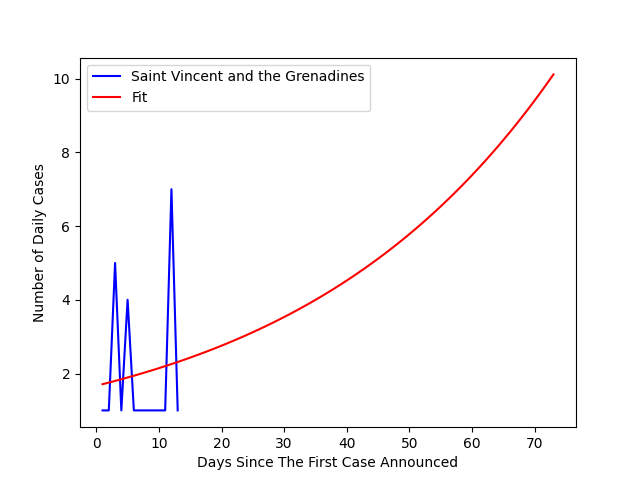 Saint Vincent and the Grenadines
Fit
10
8
6
4
2
Number of Daily Cases
0 10 20 30 40 50 60 70
Days Since The First Case Announced